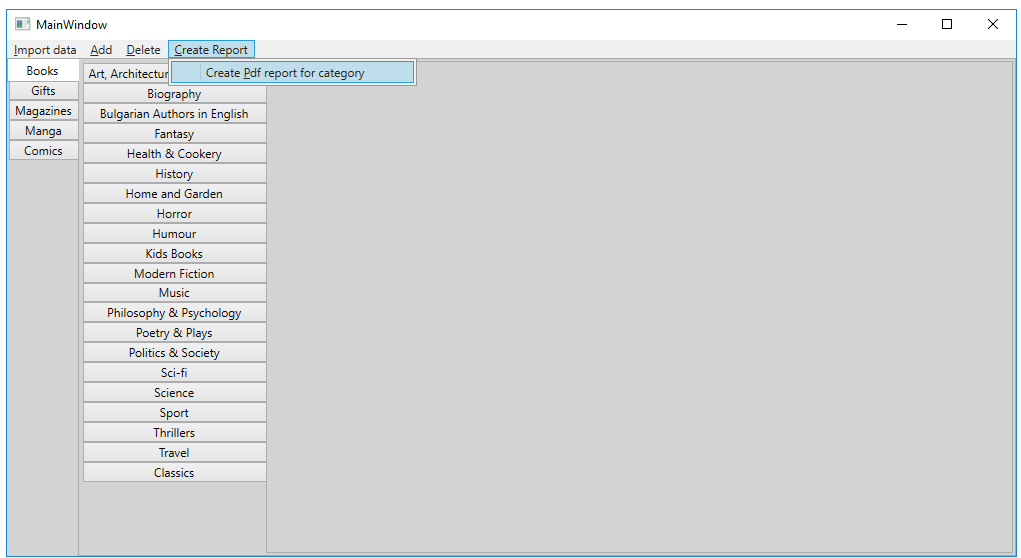 MainWindow
Import data Add Delete Create Report
Create Pdf report for category
Books
Gifts
Magazines
Manga
Comics
Art,
Biography
Bulgarian Authors in English
Fantasy
Health & Cookery
History
Home and Garden
Horror
Humour
Kids Books
Modern Fiction
Music
Philosophy & Psychology
Poetry & Plays
Politics & Society
Sci-fi
Science
Sport
Thrillers
Travel
Classics